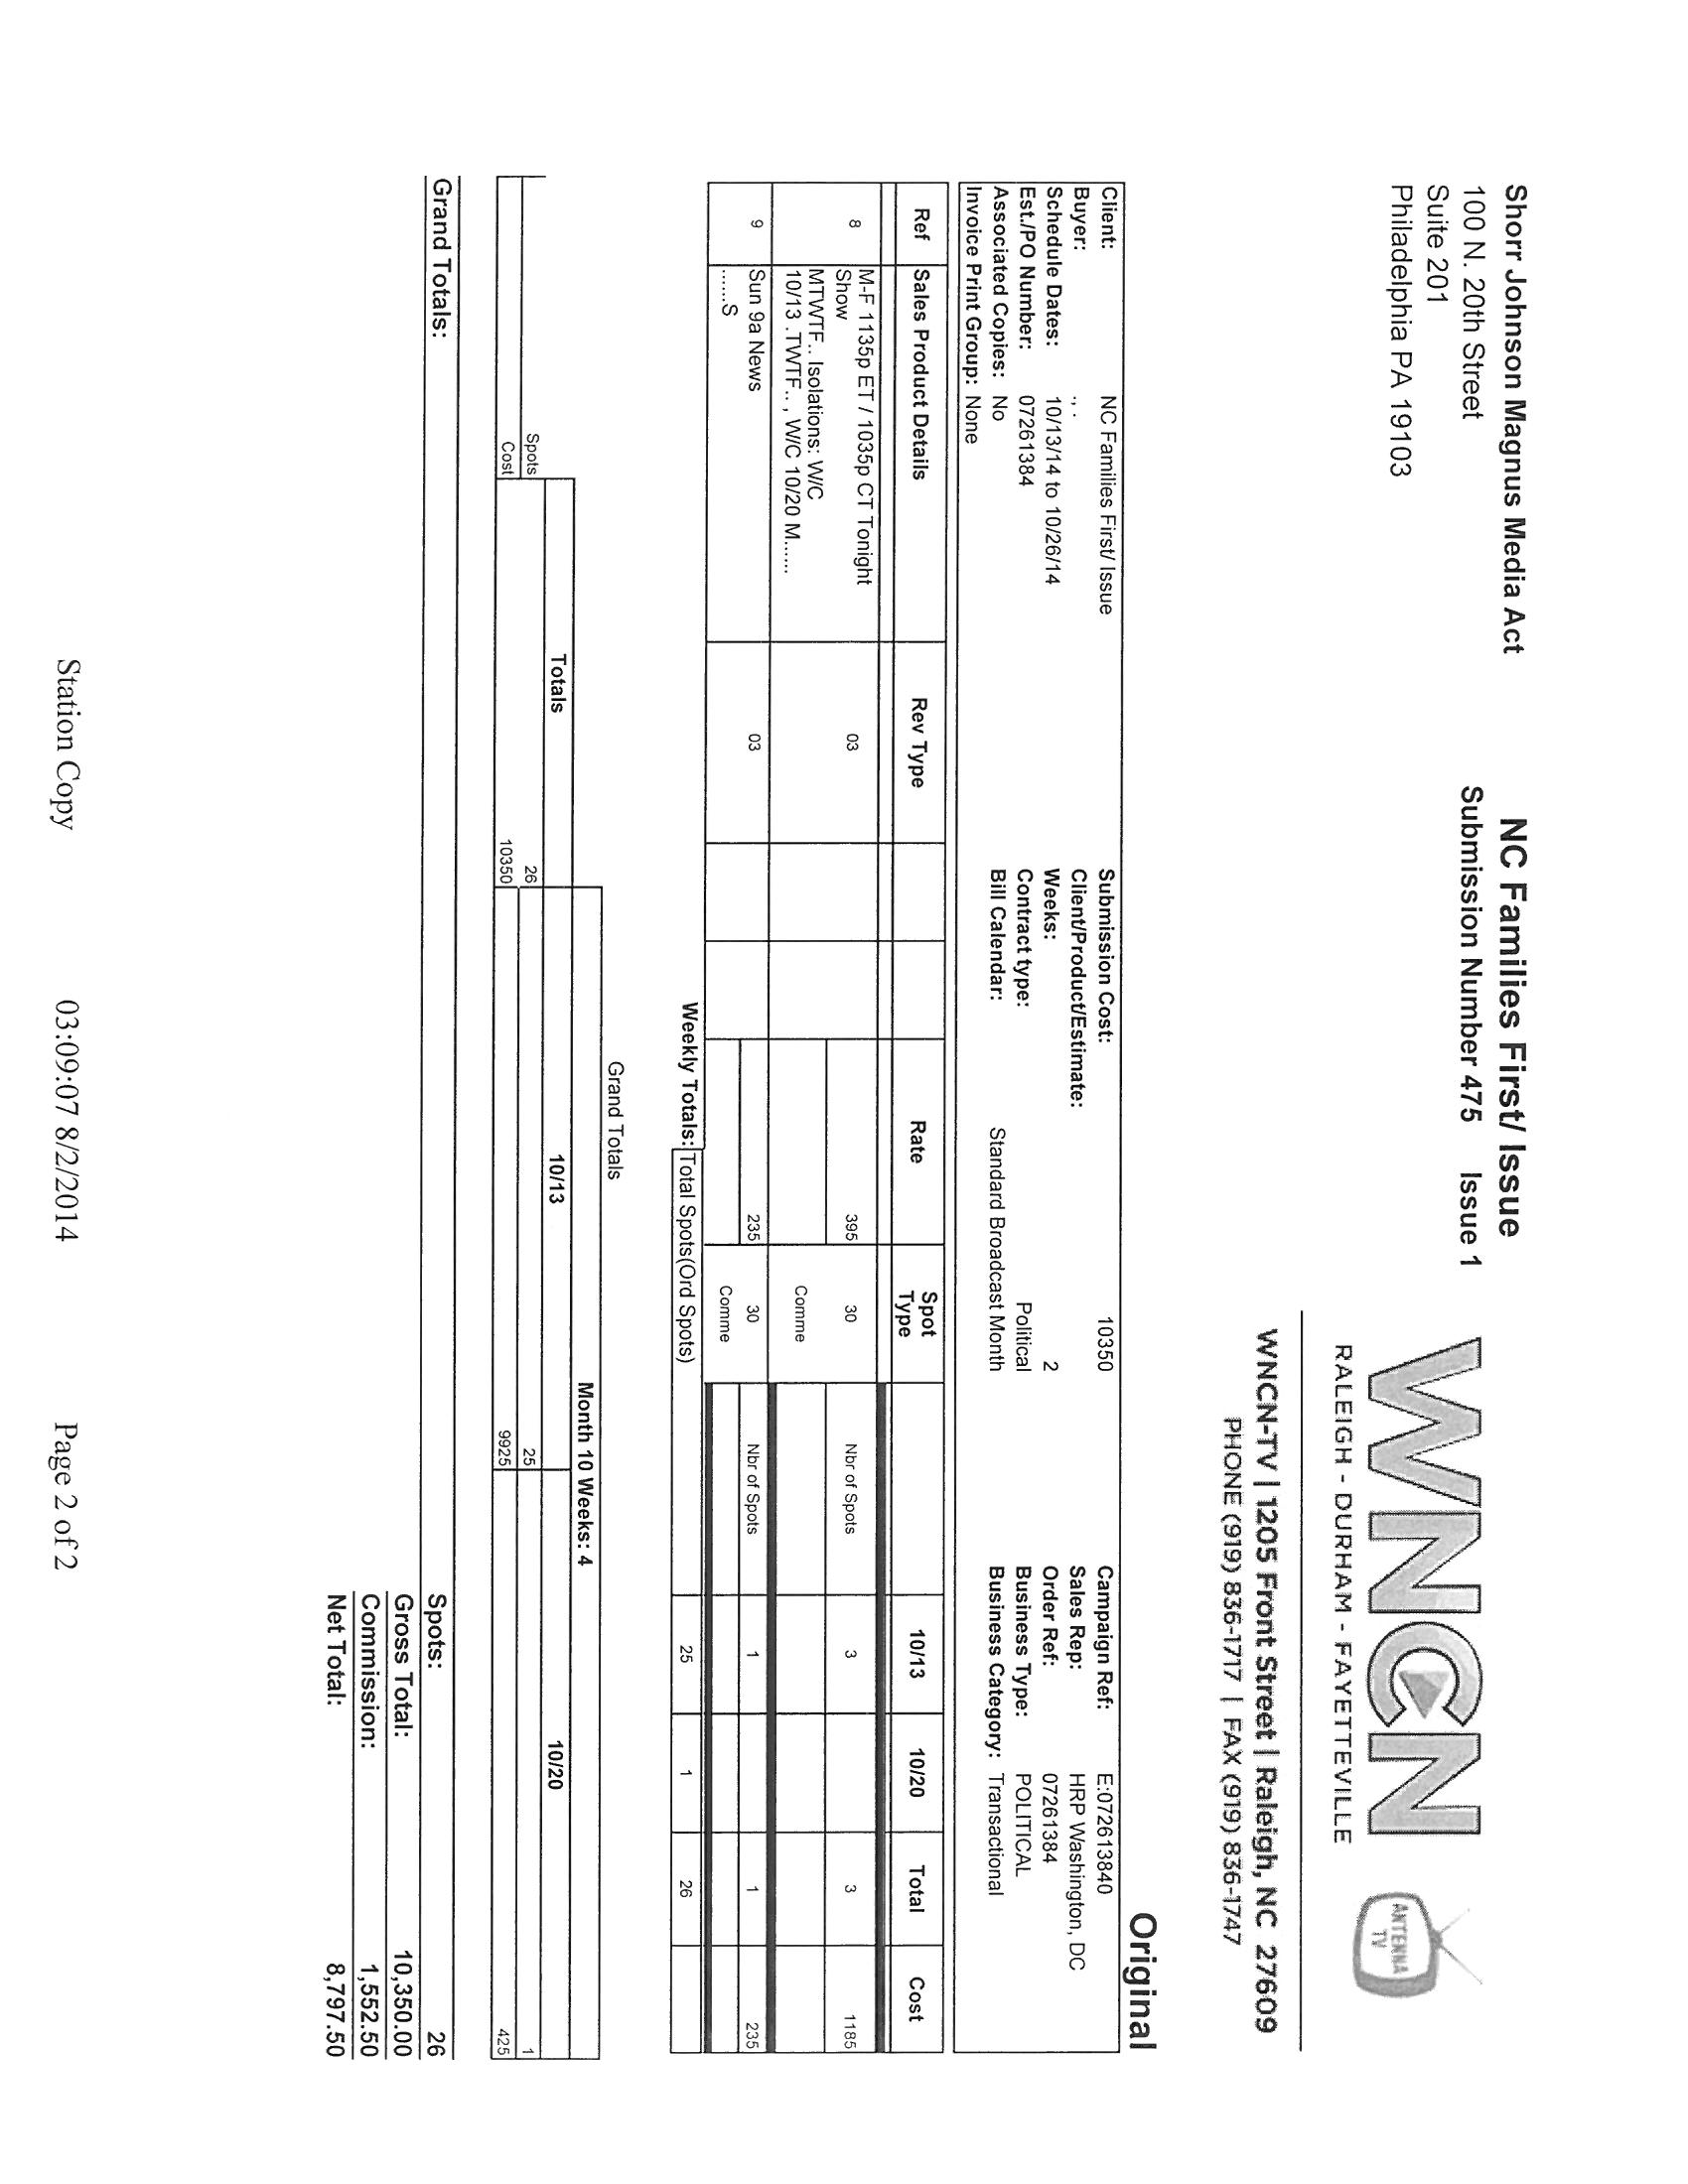 Shorr Johnson Magnus Media Act
100 N. 20th Street
Suite 201
Philadelphia PA 19103
NC Families First/ Issue
Submission Number 475 Issue 1
WNCN
RALEIGH - DURHAM - FAYETTEVILLE
ANTENNA TV
WNCN-TV | 1205 Front Street | Raleigh, NC 27609
PHONE (919) 836-1717 | FAX (919) 836-1747
Original
Client: NC Families First/ Issue Submission Cost: 10350 Campaign Ref: E:072613840
Buyer: ., . Client/Product/Estimate: Sales Rep: HRP Washington, DC
Schedule Dates: 10/13/14 to 10/26/14 Weeks: 2 Order Ref: 07261384
Est./PO Number: 07261384 Contract type: Political Business Type: POLITICAL
Associated Copies: No Bill Calendar: Standard Broadcast Month Business Category: Transactional
Invoice Print Group: None
Ref Sales Product Details Rev Type Rate Spot Type 10/13 10/20 Total Cost
8 M-F 1135p ET / 1035p CT Tonight 03 395 30 Nbr of Spots 3 3 1185
Show
MTWTF.. Isolations: W/C Comme
10/13 .TWTF.. , W/C 10/20 M......
9 Sun 9a News 03 235 30 Nbr of Spots 1 1 235
......S Comme
Weekly Totals: Total Spots(Ord Spots) 25 1 26
Grand Totals
Month 10 Weeks: 4
Totals 10/13 10/20
Spots 26 25 1
Cost 10350 9925 425
Grand Totals: Spots: 26
Gross Total: 10,350.00
Commission: 1,552.50
Net Total: 8,797.50
Station Copy 03:09:07 8/2/2014 Page 2 of 2